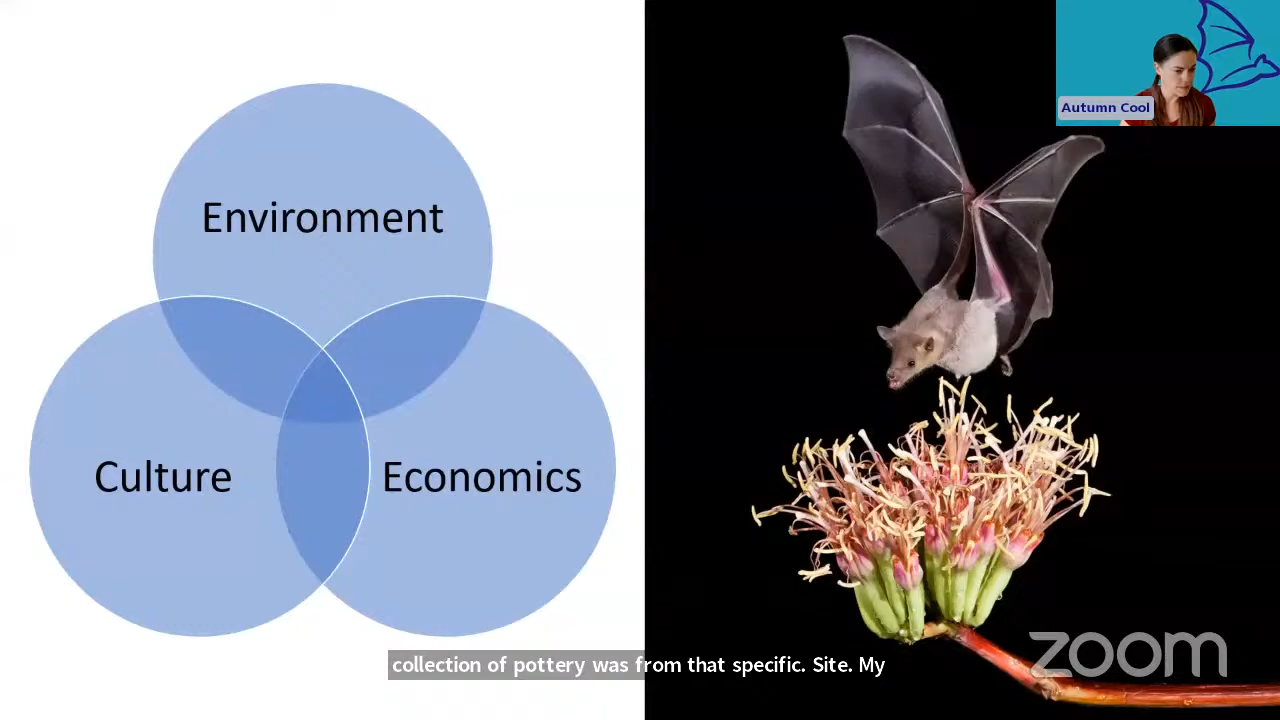 Autumn Cool
Environment
Culture
Economics
collection of pottery was from that specific. Site. My
zoom